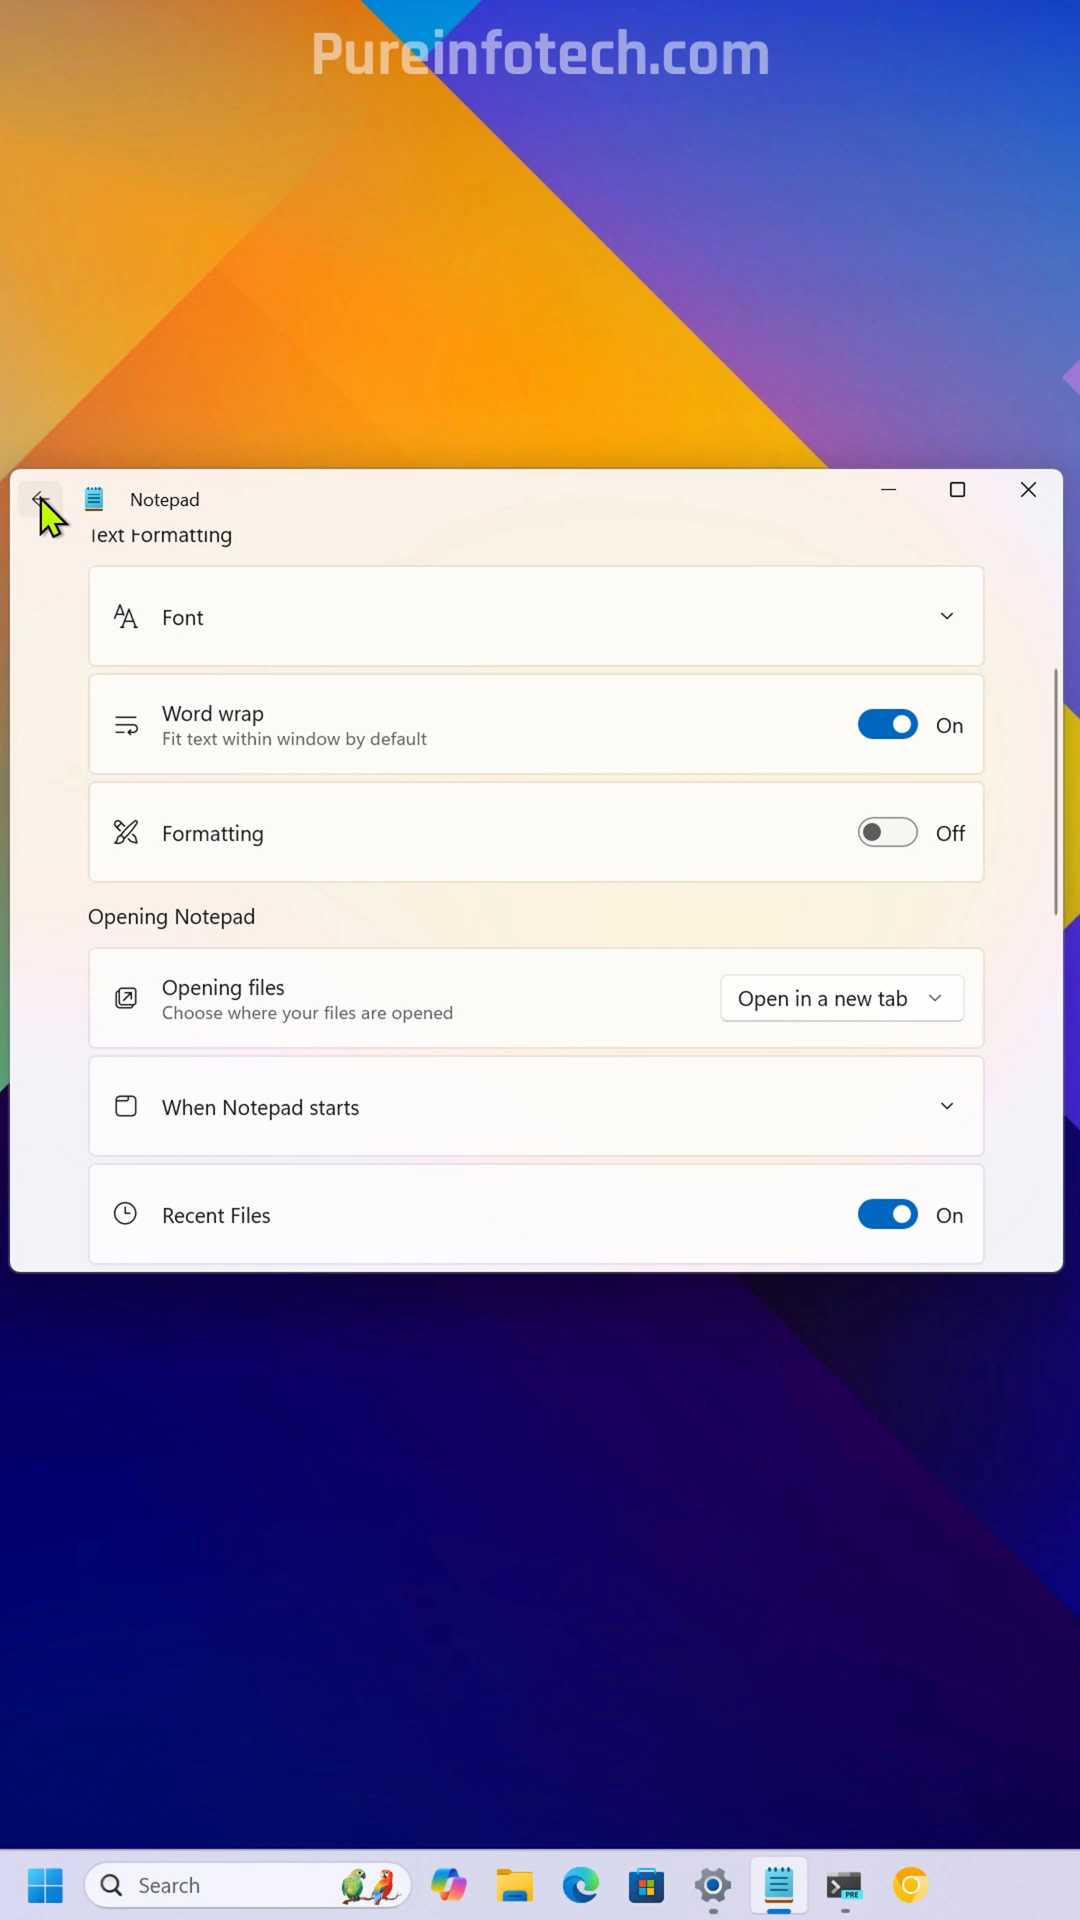 Pureinfotech.com
Notepad
Text Formatting
Font
Word wrap
Fit text within window by default
On
Formatting
Off
Opening Notepad
Opening files
Choose where your files are opened
Open in a new tab
When Notepad starts
Recent Files
On
Search
PRE